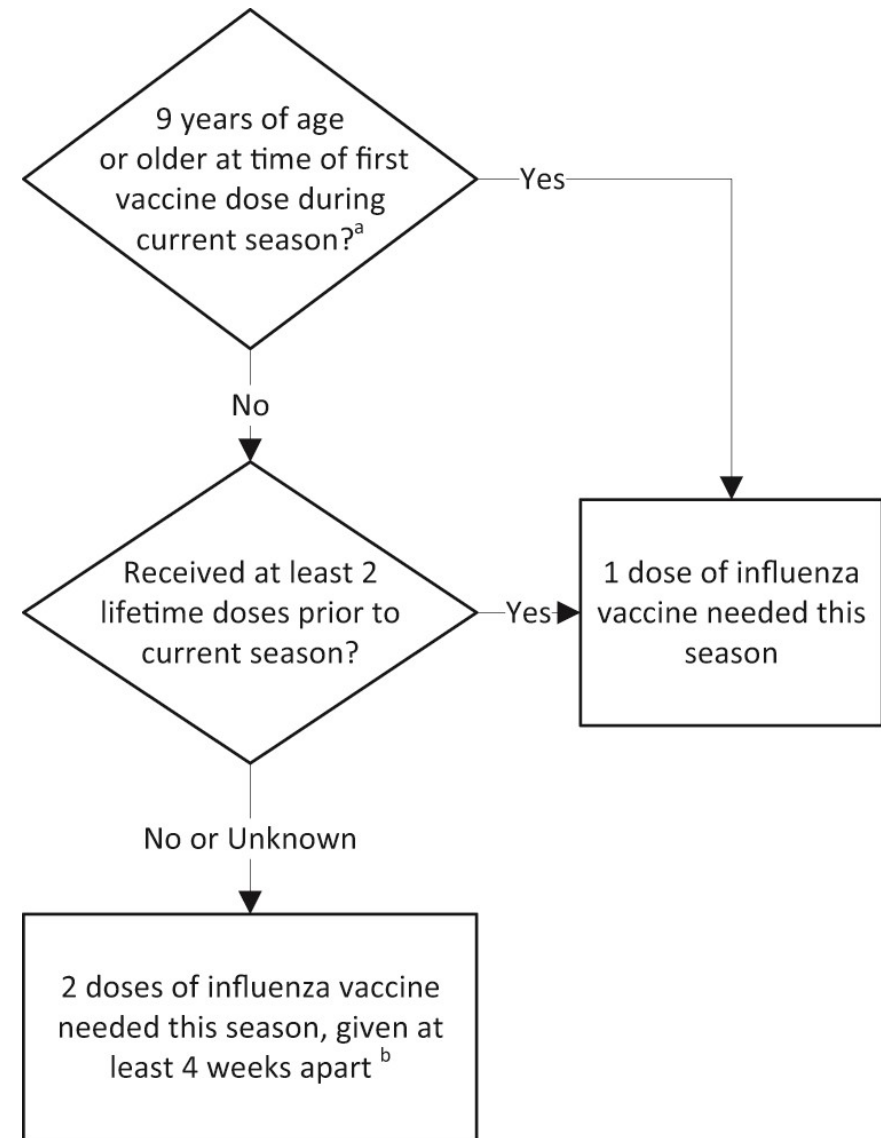 9 years of age
or older at time of first
vaccine dose during
current season?ᵃ
Yes
No
Received at least 2
lifetime doses prior to
current season?
Yes
1 dose of influenza
vaccine needed this
season
No or Unknown
2 doses of influenza vaccine
needed this season, given at
least 4 weeks apart ᵇ